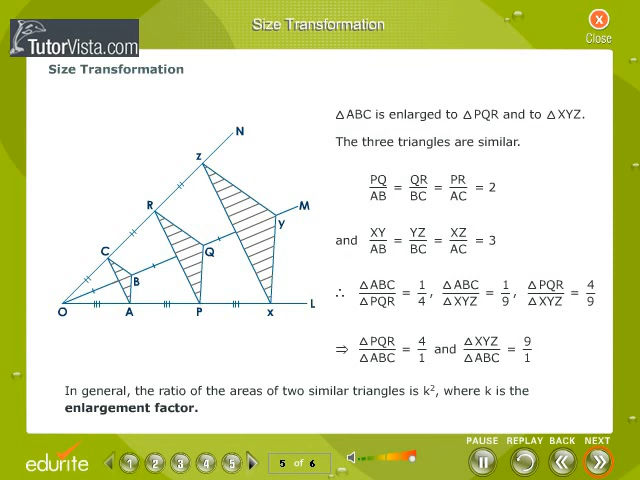 Size Transformation
TutorVista.com
Close
Size Transformation
△ABC is enlarged to △PQR and to △XYZ.
The three triangles are similar.
PQ/AB = QR/BC = PR/AC = 2
and XY/AB = YZ/BC = XZ/AC = 3
∴ △ABC/△PQR = 1/4, △ABC/△XYZ = 1/9, △PQR/△XYZ = 4/9
⇒ △PQR/△ABC = 4/1 and △XYZ/△ABC = 9/1
N
Z
M
R
y
C
Q
B
O A P x L
In general, the ratio of the areas of two similar triangles is k², where k is the
enlargement factor.
PAUSE REPLAY BACK NEXT
edurite 1 2 3 4 5 5 of 6